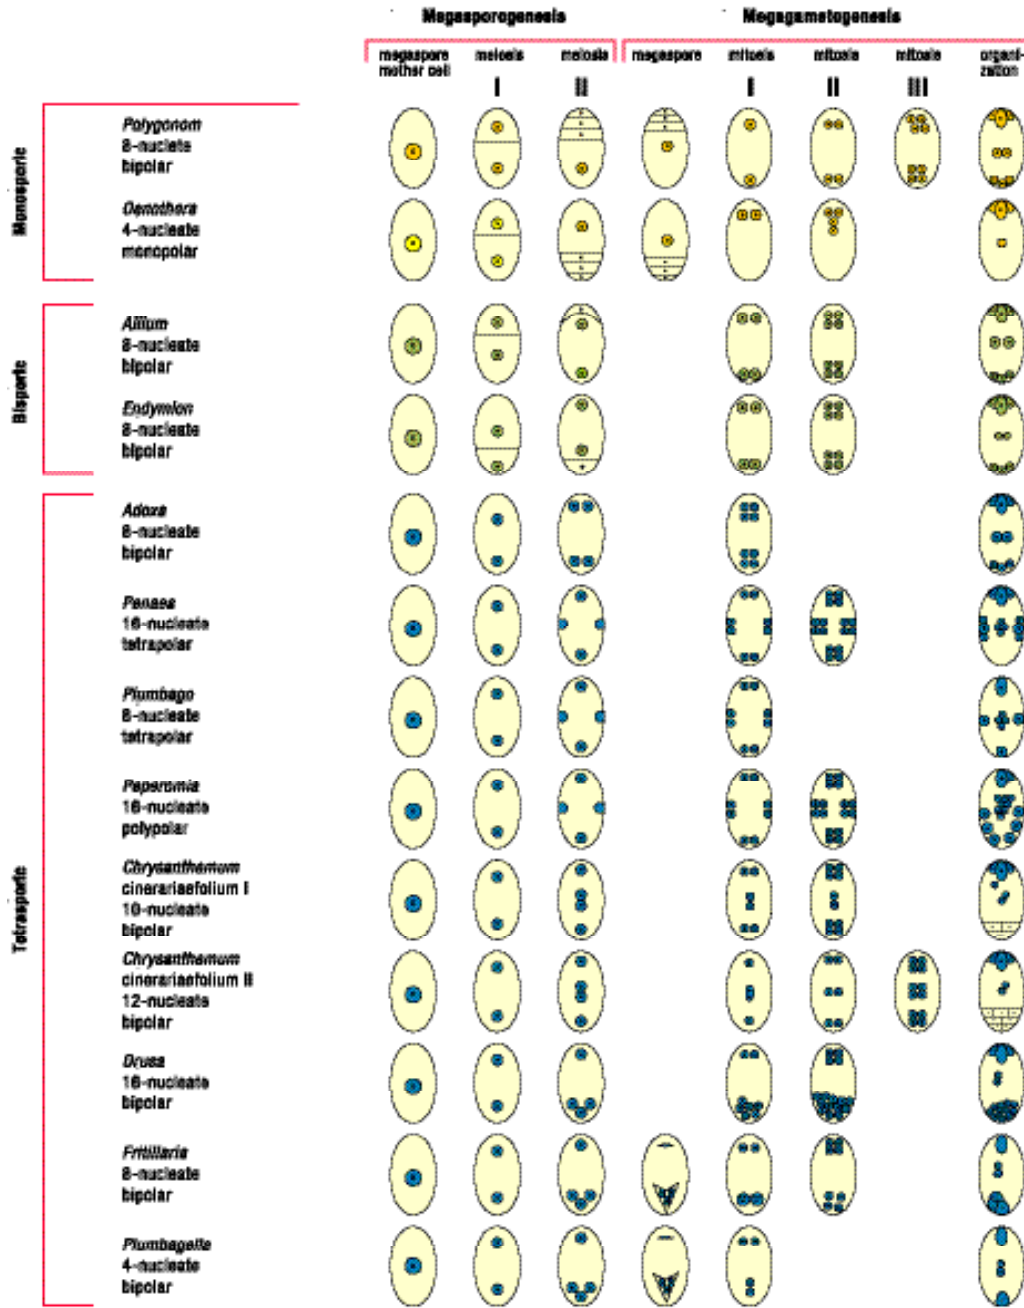 Megasporogenesis Megagametogenesis
megaspore mother cell meiosis I meiosis II megaspore mitosis I mitosis II mitosis III organi-zation
Monosporic
Polygonum
8-nucleate
bipolar
Oenothera
4-nucleate
monopolar
Bisporic
Allium
8-nucleate
bipolar
Endymion
8-nucleate
bipolar
Tetrasporic
Adoxa
8-nucleate
bipolar
Penaea
16-nucleate
tetrapolar
Plumbago
8-nucleate
tetrapolar
Peperomia
16-nucleate
polypolar
Chrysanthemum
cinerariaefolium I
10-nucleate
bipolar
Chrysanthemum
cinerariaefolium II
12-nucleate
bipolar
Drusa
16-nucleate
bipolar
Fritillaria
8-nucleate
bipolar
Plumbagella
4-nucleate
bipolar